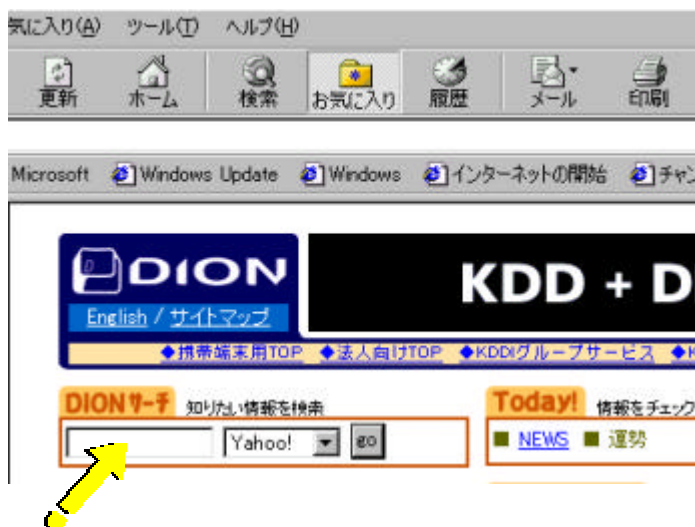 気に入り(A) ツール(T) ヘルプ(H)
更新 ホーム 検索 お気に入り 履歴 メール 印刷
Microsoft Windows Update Windows インターネットの開始 チャン
DION KDD + D
English / サイトマップ
◆携帯端末用TOP ◆法人向けTOP ◆KDDIグループサービス
DIONサーチ 知りたい情報を検索 Today! 情報をチェック
Yahoo! go ■ NEWS ■ 運勢